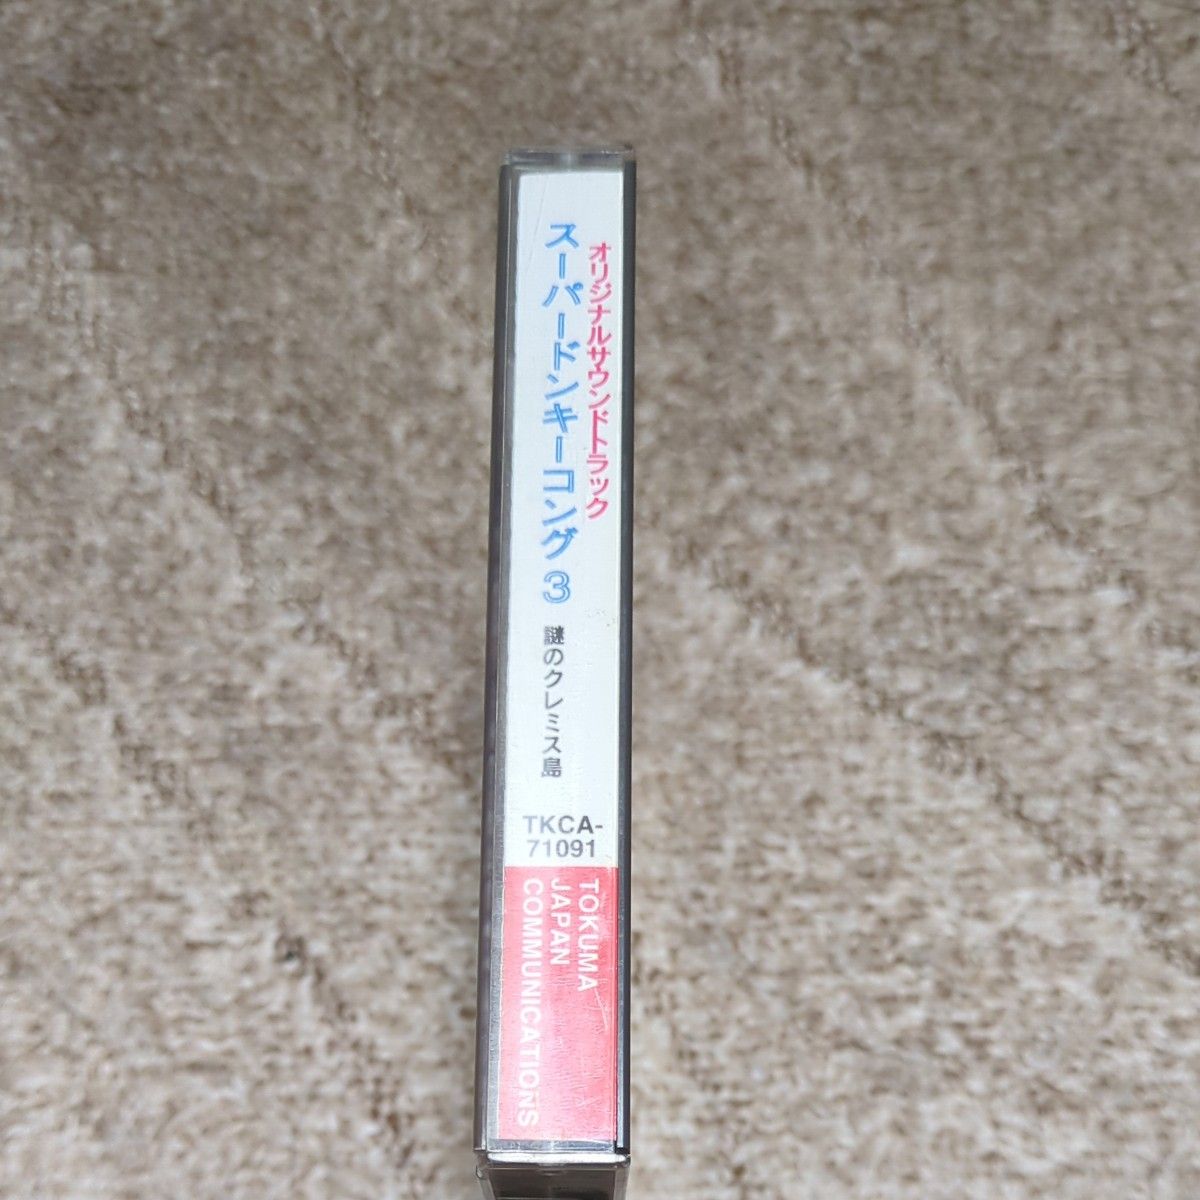 オリジナルサウンドトラック
スーパードンキーコング3
謎のクレミス島
TKCA-
71091
TOKUMA
JAPAN
COMMUNICATIONS